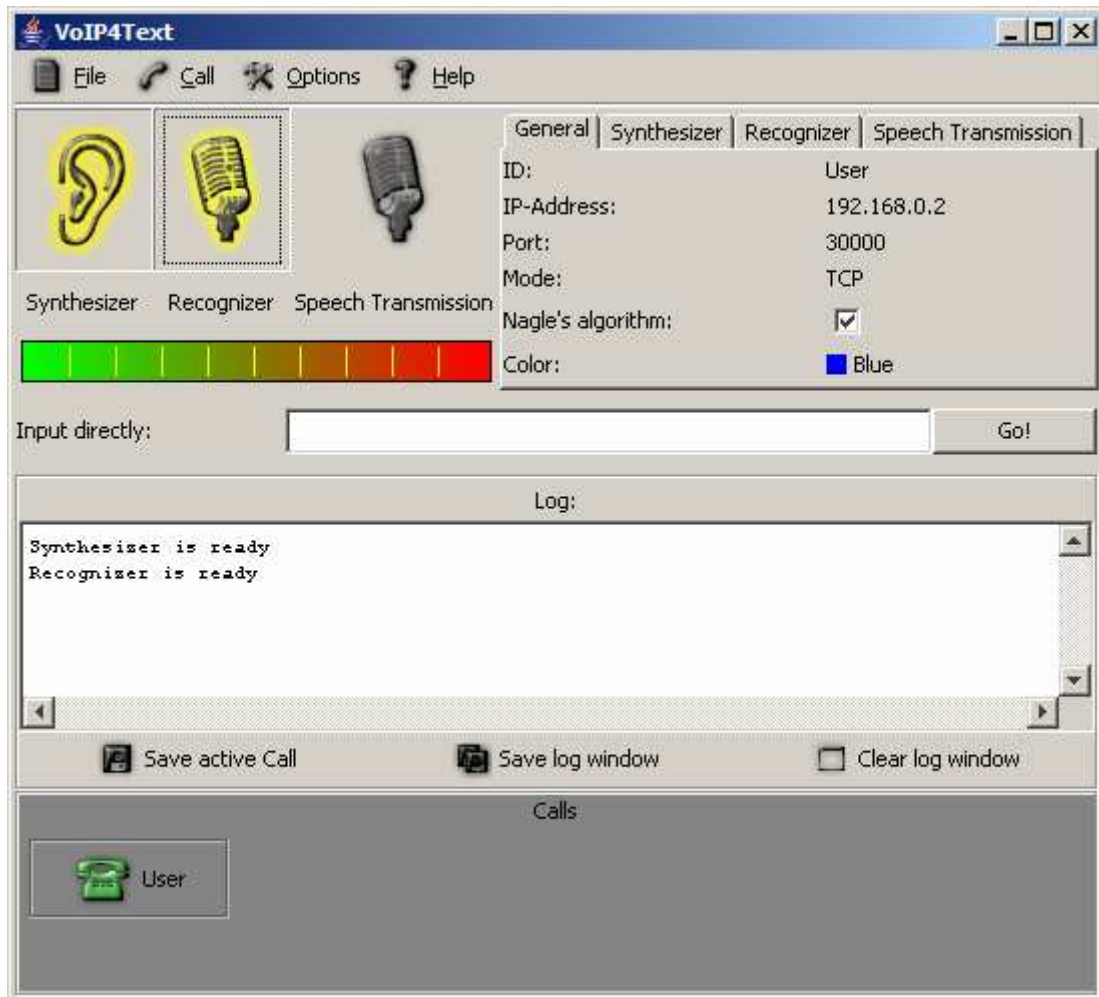 VoIP4Text
File Call Options Help
General Synthesizer Recognizer Speech Transmission
ID: User
IP-Address: 192.168.0.2
Port: 30000
Mode: TCP
Nagle's algorithm:
Color: Blue
Synthesizer Recognizer Speech Transmission
Input directly: Go!
Log:
Synthesizer is ready
Recognizer is ready
Save active Call Save log window Clear log window
Calls
User